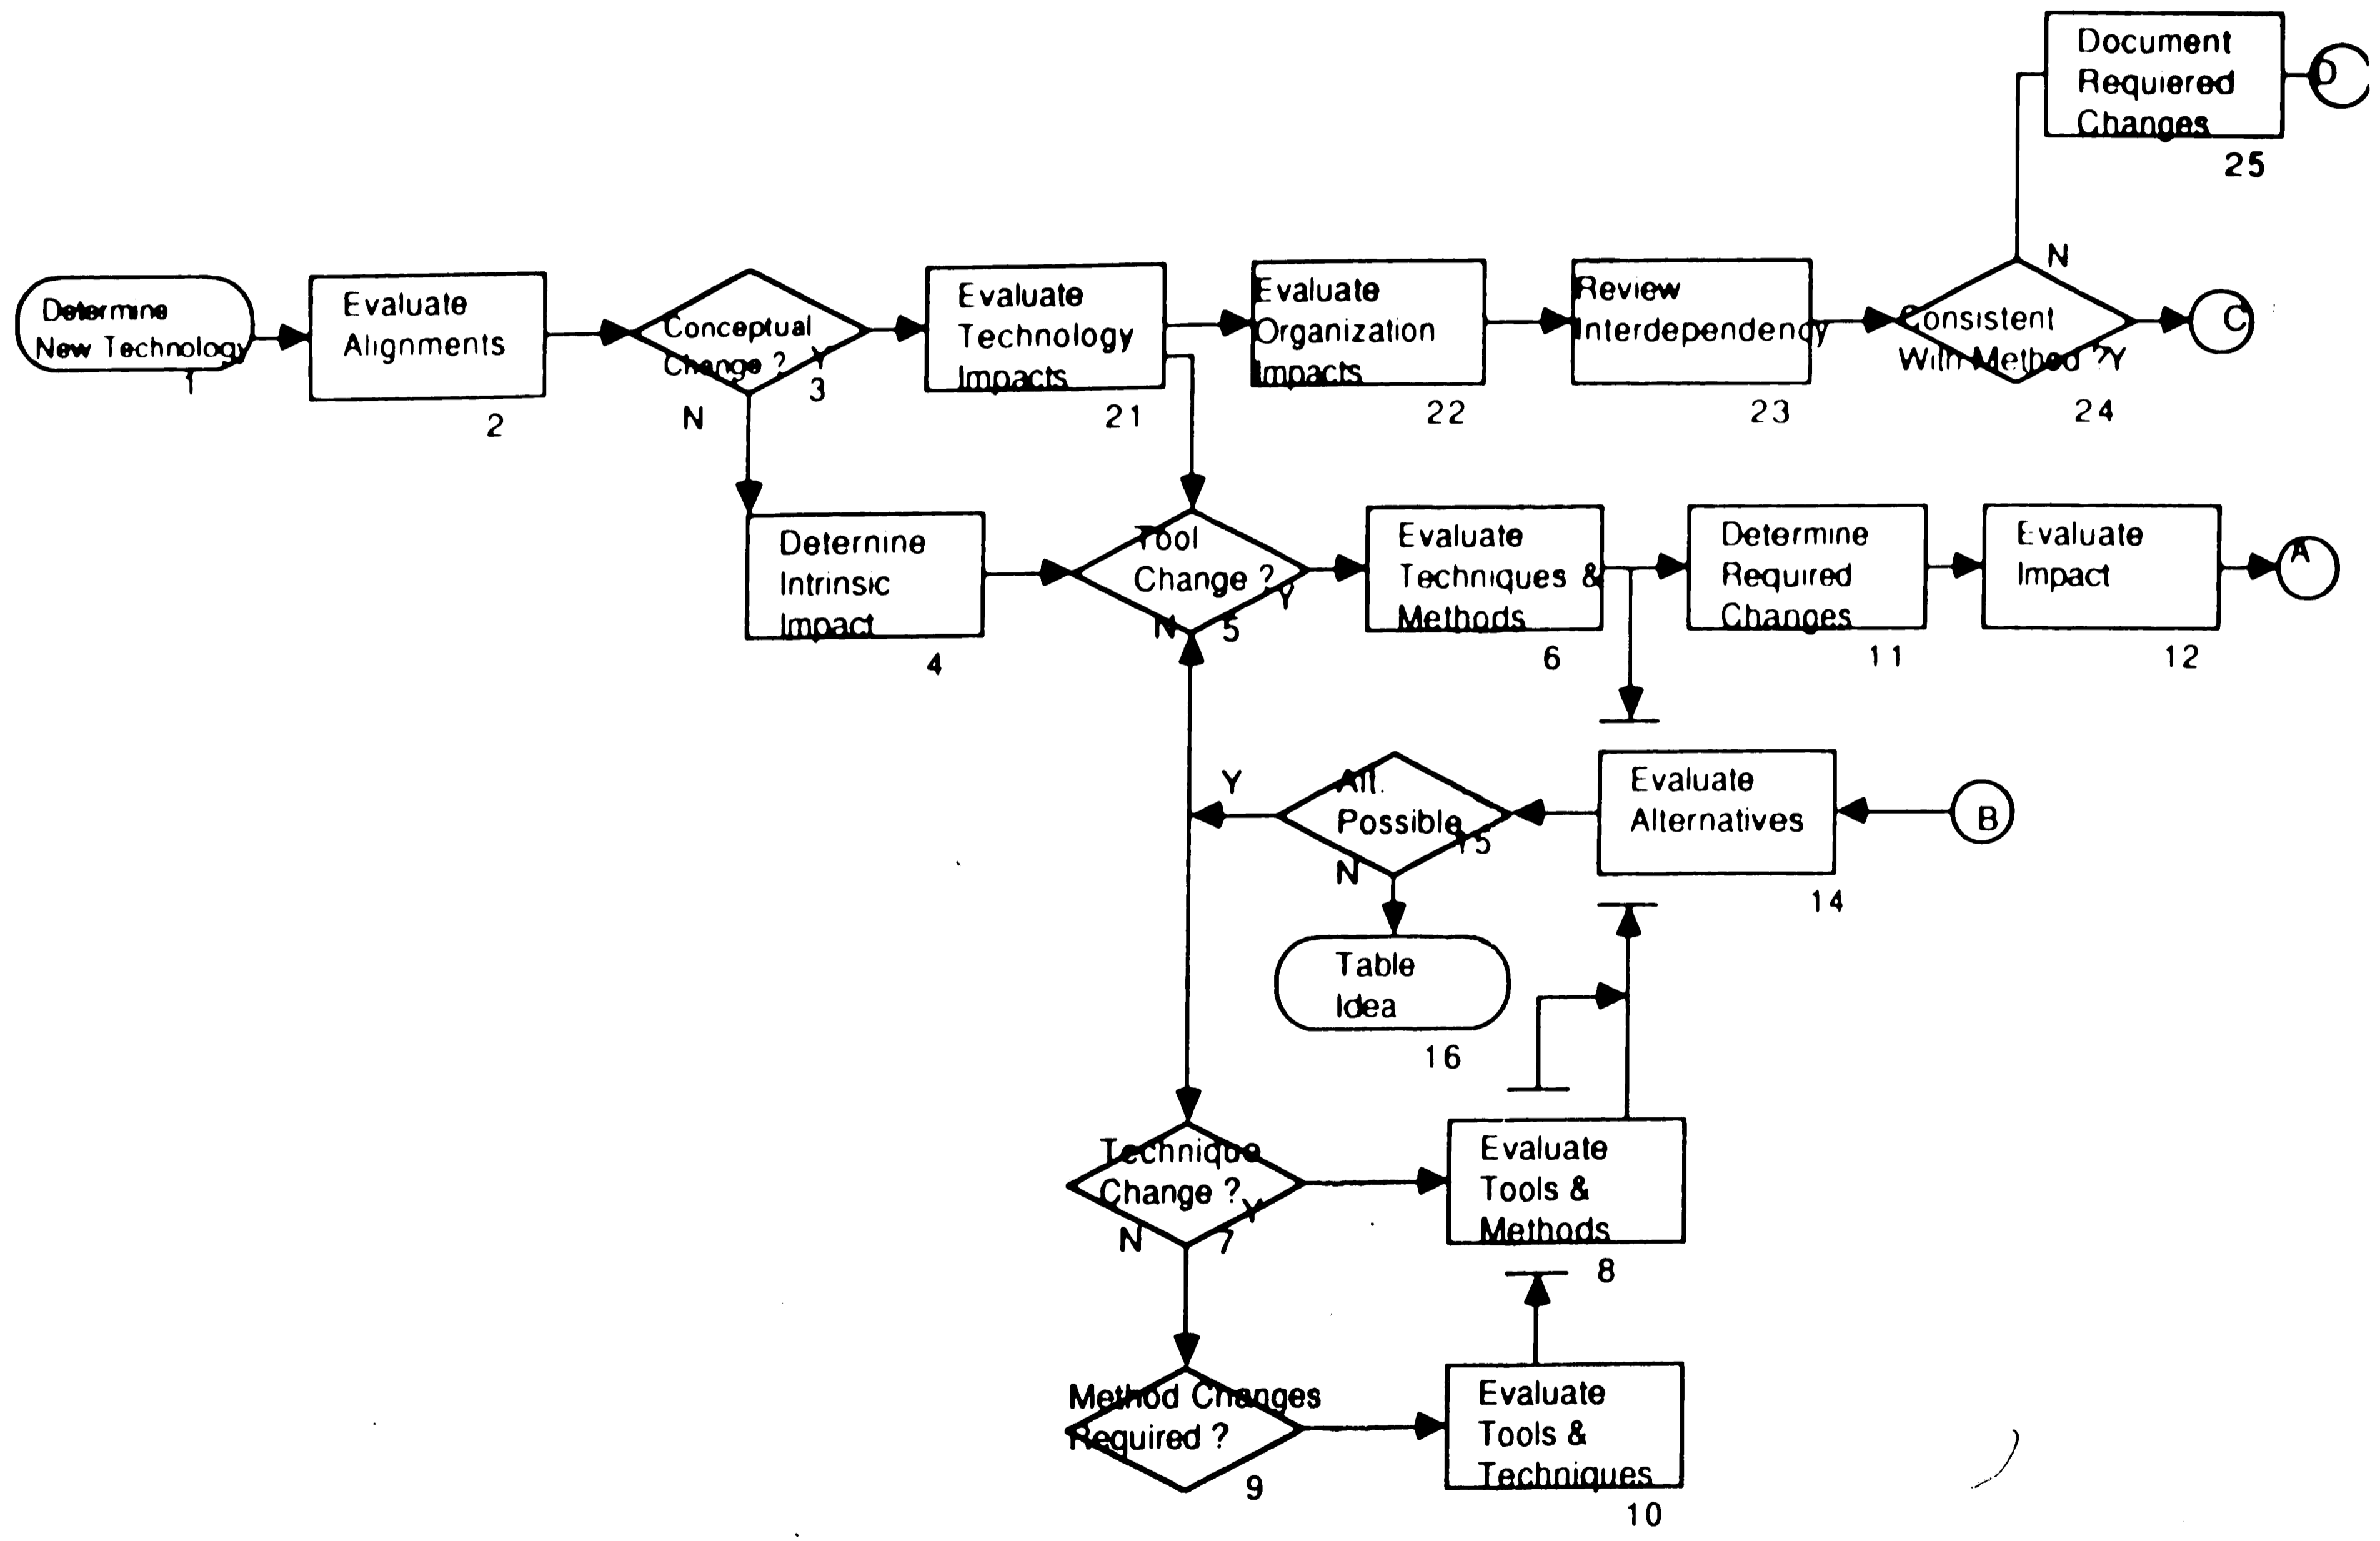 Document
Requiered
Changes
D
25
N
Determine
New Technology
1
Evaluate
Alignments
2
Conceptual
Change ? Y
3
N
Evaluate
Technology
Impacts
21
Evaluate
Organization
Impacts
22
Review
Interdependency
23
Consistent
With Method ?Y
24
C
Deternine
Intrinsic
Impact
4
Tool
Change ?
Y
N
5
Evaluate
Techniques &
Methods
6
Determine
Required
Changes
11
Evaluate
Impact
12
A
Y
Alt.
Possible
15
N
Evaluate
Alternatives
14
B
Table
Idea
16
Technique
Change ?
Y
N
7
Evaluate
Tools &
Methods
8
Method Changes
Required ?
9
Evaluate
Tools &
Techniques
10